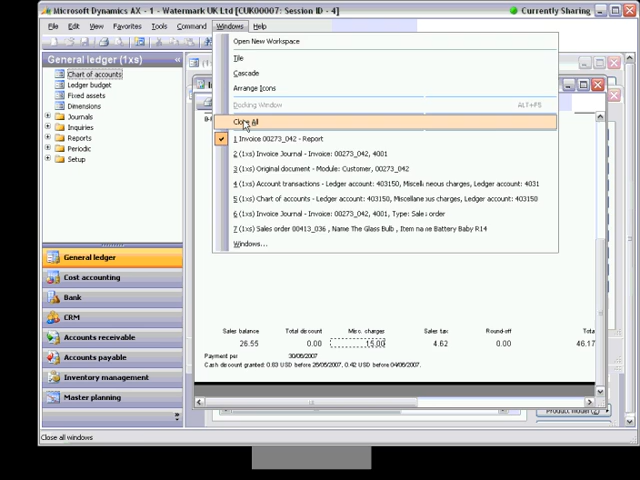 Microsoft Dynamics AX - 1 - Watermark UK Ltd [CUK00007: Session ID - 4]
Currently Sharing
File Edit View Favorites Tools Command Windows Help
Open New Workspace
Tile
Cascade
Arrange Icons
Docking Window ALT+F8
Close All
1 Invoice 00273_042 - Report
2 (1xs) Invoice Journal - Invoice: 00273_042, 4001
3 (1xs) Original document - Module: Customer, 00273_042
4 (1xs) Account transactions - Ledger account: 403150, Miscellaneous charges, Ledger account: 4031
5 (1xs) Chart of accounts - Ledger account: 403150, Miscellaneous charges, Ledger account: 403150
6 (1xs) Invoice Journal - Invoice: 00273_042, 4001, Type: Sales order
7 (1xs) Sales order 00413_036 , Name The Glass Bulb , Item name Battery Baby R14
Windows...
General ledger (1xs)
Chart of accounts
Ledger budget
Fixed assets
Dimensions
Journals
Inquiries
Reports
Periodic
Setup
General ledger
Cost accounting
Bank
CRM
Accounts receivable
Accounts payable
Inventory management
Master planning
Sales balance Total discount Misc. charges Sales tax Round-off Total
26.55 0.00 15.00 4.62 0.00 46.17
Payment per 30/06/2007
Cash discount granted: 0.83 USD before 26/05/2007, 0.42 USD before 04/06/2007.
Product model
Close all windows